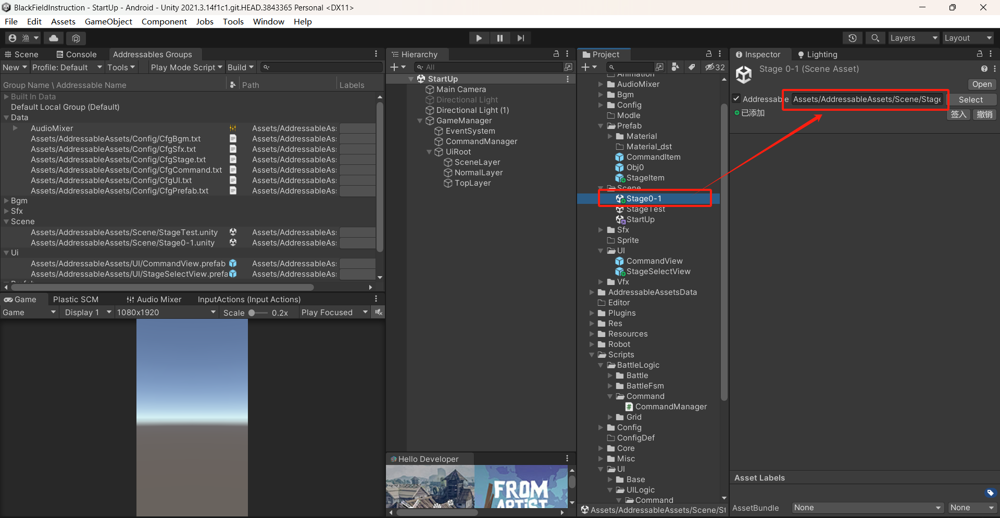 BlackFieldInstruction - StartUp - Android - Unity 2021.3.14f1c1.git.HEAD.3843365 Personal <DX11>
File Edit Assets GameObject Component Jobs Tools Window Help
渔 Layers Layout
Scene Console Addressables Groups
New Profile: Default Tools Play Mode Script Build
Group Name \ Addressable Name Path Labels
Built In Data
Default Local Group (Default)
Data
AudioMixer Assets/AddressableAs
Assets/AddressableAssets/Config/CfgBgm.txt Assets/AddressableAs
Assets/AddressableAssets/Config/CfgSfx.txt Assets/AddressableAs
Assets/AddressableAssets/Config/CfgStage.txt Assets/AddressableAs
Assets/AddressableAssets/Config/CfgCommand.txt Assets/AddressableAs
Assets/AddressableAssets/Config/CfgUI.txt Assets/AddressableAs
Assets/AddressableAssets/Config/CfgPrefab.txt Assets/AddressableAs
Bgm
Sfx
Scene
Assets/AddressableAssets/Scene/StageTest.unity Assets/AddressableAs
Assets/AddressableAssets/Scene/Stage0-1.unity Assets/AddressableAs
Ui
Assets/AddressableAssets/UI/CommandView.prefab Assets/AddressableAs
Assets/AddressableAssets/UI/StageSelectView.prefa Assets/AddressableAs
Game Plastic SCM Audio Mixer InputActions (Input Actions)
Game Display 1 1080x1920 Scale 0.2x Play Focused
Hierarchy
All
StartUp
Main Camera
Directional Light
Directional Light (1)
GameManager
EventSystem
CommandManager
UiRoot
SceneLayer
NormalLayer
TopLayer
Hello Developer
FROM
ARTIST
Project
32
Animation
AudioMixer
Bgm
Config
Modle
Prefab
Material
Material_dst
CommandItem
Obj0
StageItem
Scene
Stage0-1
StageTest
StartUp
Sfx
Sprite
UI
CommandView
StageSelectView
Vfx
AddressableAssetsData
Editor
Plugins
Res
Resources
Robot
Scripts
BattleLogic
Battle
BattleFsm
Command
CommandManager
Grid
Config
ConfigDef
Core
Misc
UI
Base
UILogic
Command
Assets/AddressableAssets/Scene/St
Inspector Lighting
Stage 0-1 (Scene Asset)
Open
Addressable Assets/AddressableAssets/Scene/Stage Select
已添加 签入 撤销
Asset Labels
AssetBundle None None